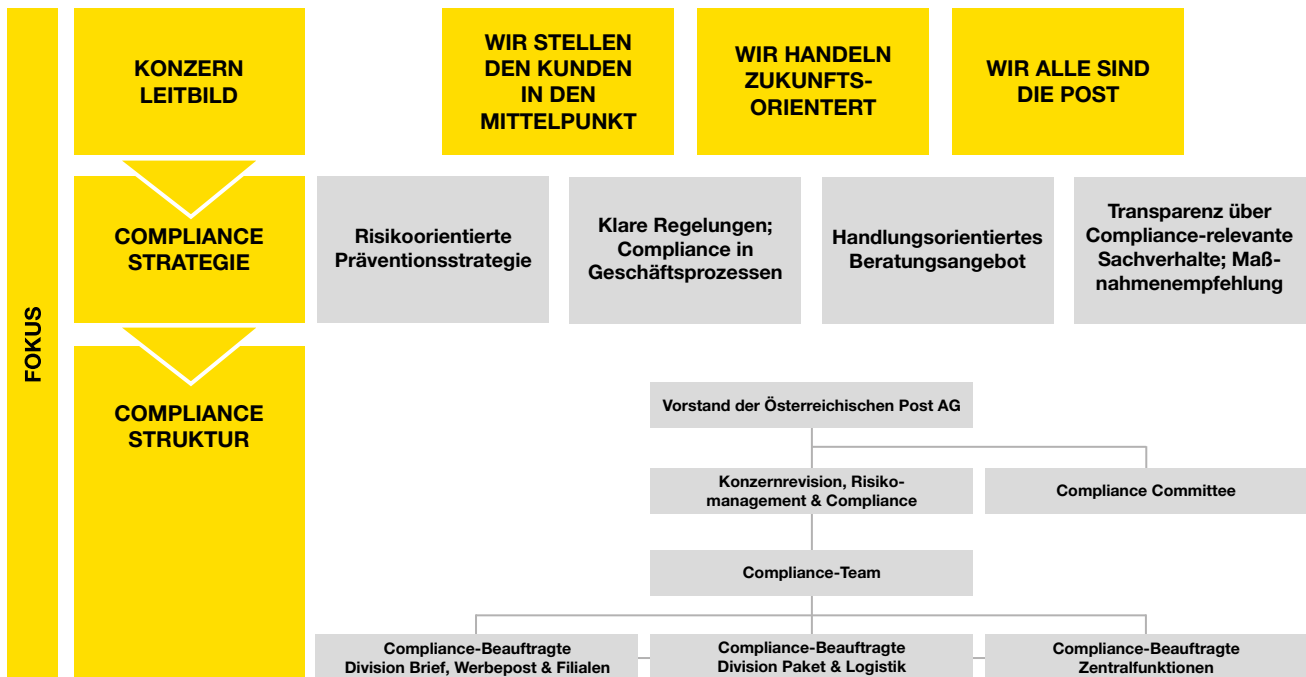 FOKUS
KONZERN
LEITBILD
WIR STELLEN
DEN KUNDEN
IN DEN
MITTELPUNKT
WIR HANDELN
ZUKUNFTS-
ORIENTERT
WIR ALLE SIND
DIE POST
COMPLIANCE
STRATEGIE
Risikoorientierte
Präventionsstrategie
Klare Regelungen;
Compliance in
Geschäftsprozessen
Handlungsorientiertes
Beratungsangebot
Transparenz über
Compliance-relevante
Sachverhalte; Maß-
nahmenempfehlung
COMPLIANCE
STRUKTUR
Vorstand der Österreichischen Post AG
Konzernrevision, Risiko-
management & Compliance
Compliance Committee
Compliance-Team
Compliance-Beauftragte
Division Brief, Werbepost & Filialen
Compliance-Beauftragte
Division Paket & Logistik
Compliance-Beauftragte
Zentralfunktionen